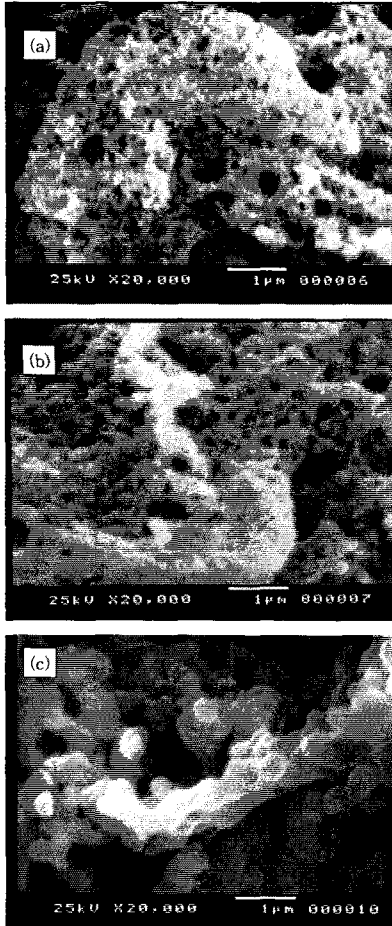 (a)
25kV X20,000 1μm 000006
(b)
25kV X20,000 1μm 000007
(c)
25kV X20,000 1μm 000010